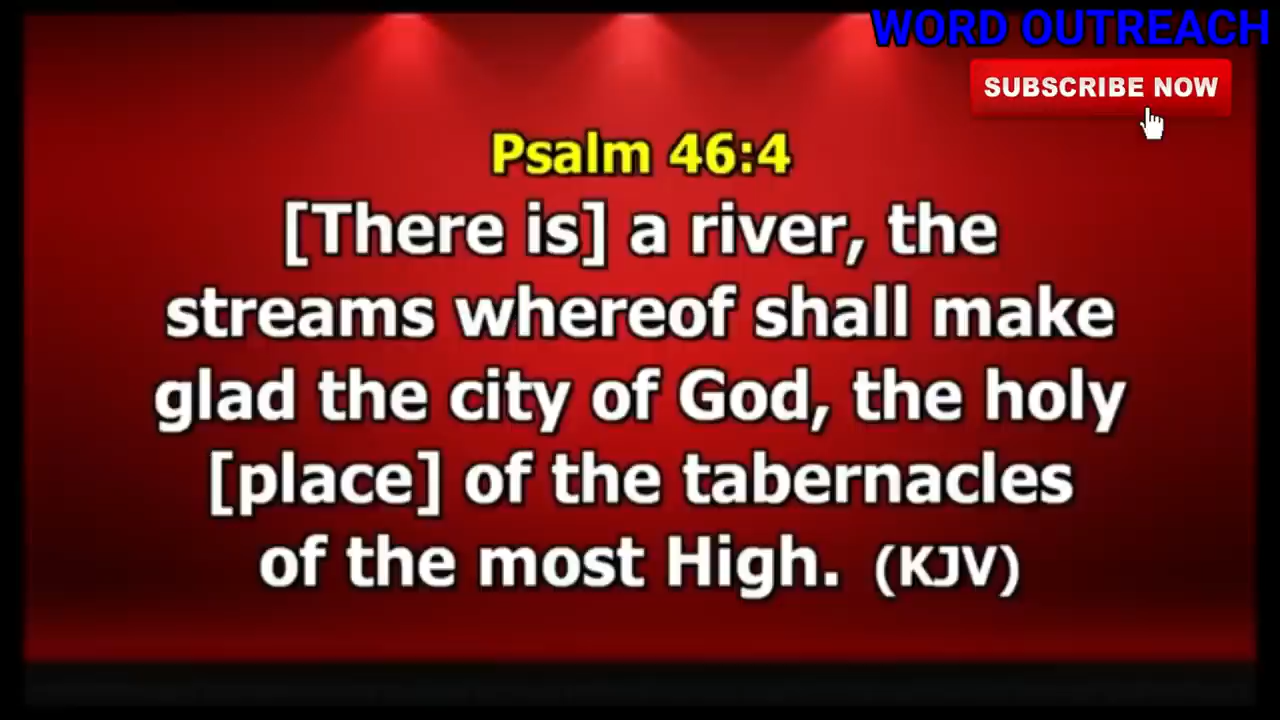 WORD OUTREACH
SUBSCRIBE NOW
Psalm 46:4
[There is] a river, the
streams whereof shall make
glad the city of God, the holy
[place] of the tabernacles
of the most High. (KJV)